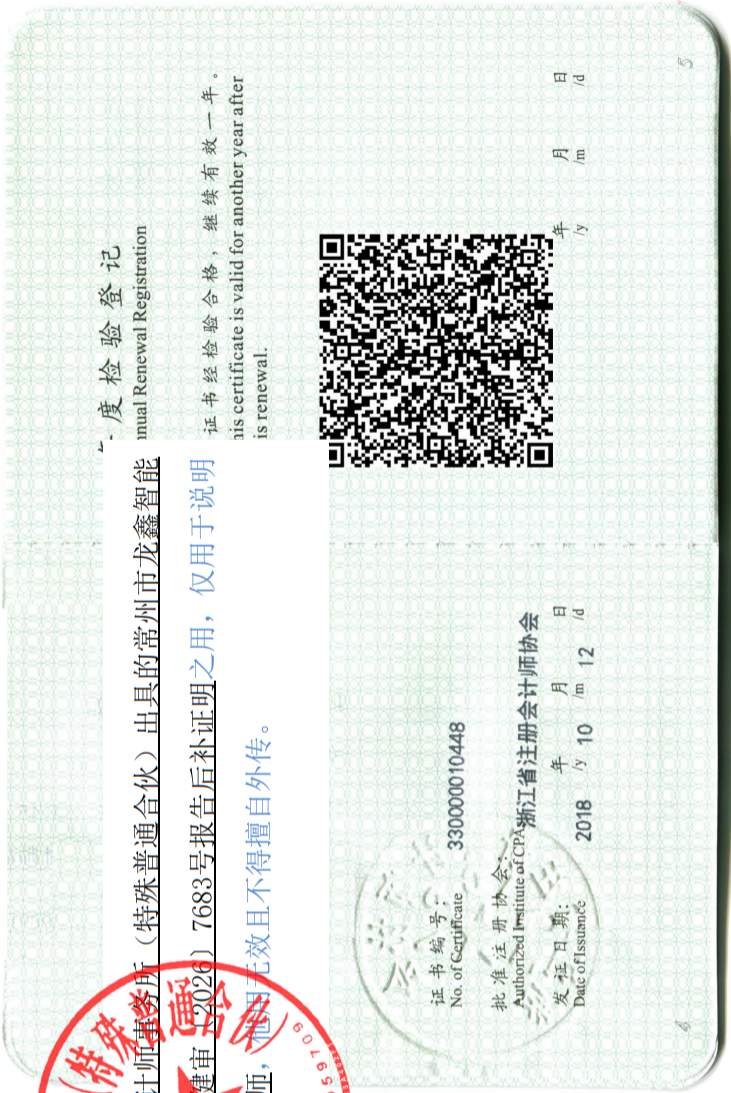 度检验登记
nnual Renewal Registration
证书经检验合格，继续有效一年。
his certificate is valid for another year after
is renewal.
年 月 日
/y /m /d
5
计师事务所（特殊普通合伙）出具的常州市龙鑫智能
建审〔2026〕7683号报告后补证明之用，仅用于说明
师，他用无效且不得擅自外传。
（特殊普通合伙）
59709
证书编号：
No. of Certificate
330000010448
批准注册协会：
Authorized Institute of CPAs
浙江省注册会计师协会
发证日期：
Date of Issuance
2018 年 10 月 12 日
/y /m /d
4